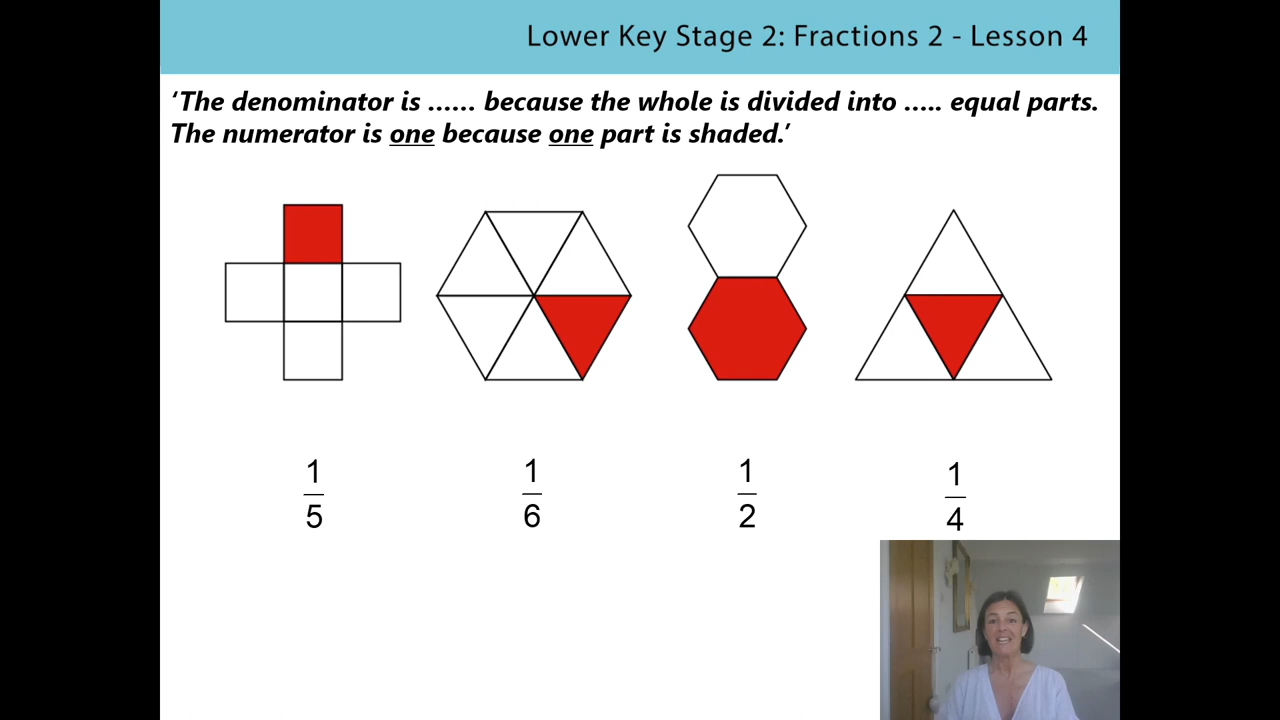 Lower Key Stage 2: Fractions 2 - Lesson 4
‘The denominator is …… because the whole is divided into ….. equal parts.
The numerator is one because one part is shaded.’
1 1 1 1
5 6 2 4